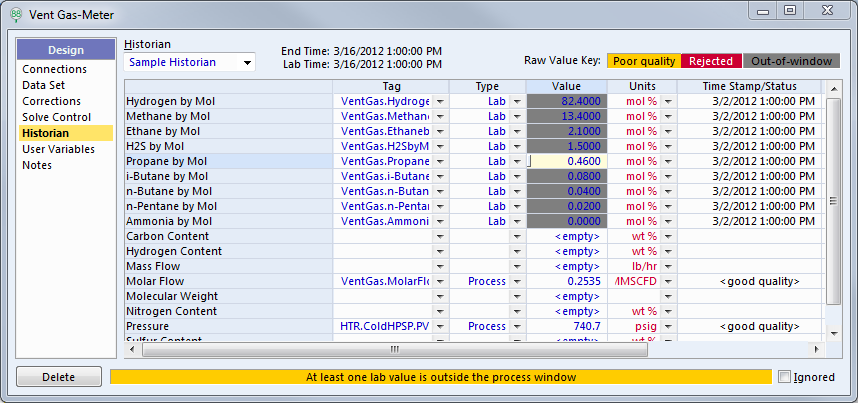 Vent Gas-Meter
Design
Connections
Data Set
Corrections
Solve Control
Historian
User Variables
Notes
Historian
Sample Historian
End Time: 3/16/2012 1:00:00 PM
Lab Time: 3/16/2012 1:00:00 PM
Raw Value Key: Poor quality Rejected Out-of-window
Tag Type Value Units Time Stamp/Status
Hydrogen by Mol VentGas.Hydroge Lab 82.4000 mol % 3/2/2012 1:00:00 PM
Methane by Mol VentGas.Methane Lab 13.4000 mol % 3/2/2012 1:00:00 PM
Ethane by Mol VentGas.Ethaneb Lab 2.1000 mol % 3/2/2012 1:00:00 PM
H2S by Mol VentGas.H2SbyM Lab 1.5000 mol % 3/2/2012 1:00:00 PM
Propane by Mol VentGas.Propane Lab 0.4600 mol % 3/2/2012 1:00:00 PM
i-Butane by Mol VentGas.i-Butane Lab 0.0800 mol % 3/2/2012 1:00:00 PM
n-Butane by Mol VentGas.n-Butan Lab 0.0400 mol % 3/2/2012 1:00:00 PM
n-Pentane by Mol VentGas.n-Pentar Lab 0.0200 mol % 3/2/2012 1:00:00 PM
Ammonia by Mol VentGas.Ammoni Lab 0.0000 mol % 3/2/2012 1:00:00 PM
Carbon Content <empty> wt %
Hydrogen Content <empty> wt %
Mass Flow <empty> lb/hr
Molar Flow VentGas.MolarFlo Process 0.2535 MMSCFD <good quality>
Molecular Weight <empty>
Nitrogen Content <empty> wt %
Pressure HTR.ColdHPSP.PV Process 740.7 psig <good quality>
Sulfur Content <empty> wt %
Delete
At least one lab value is outside the process window
Ignored